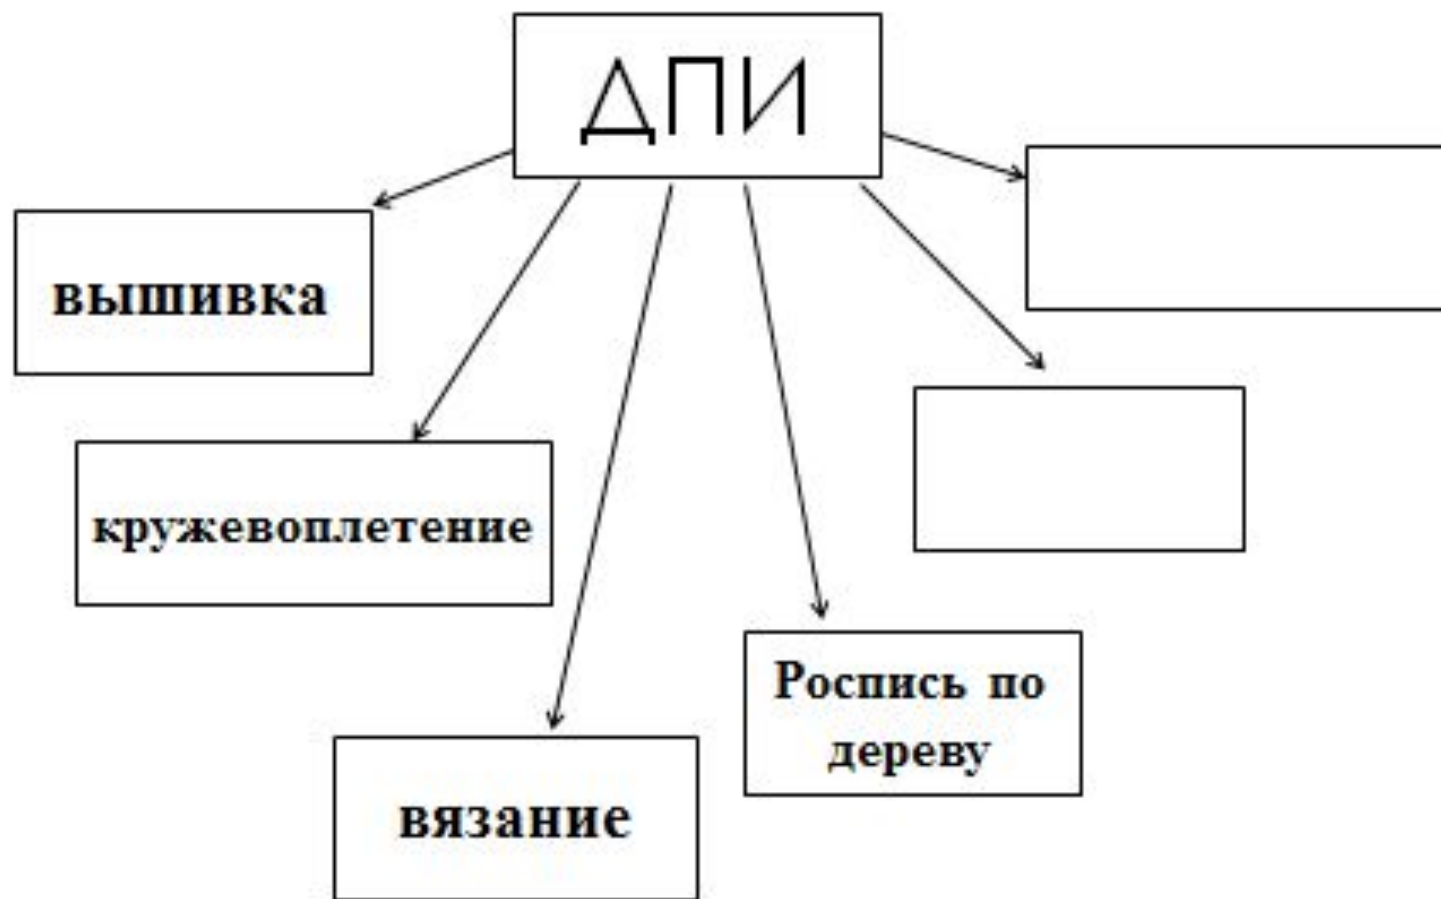 ДПИ
вышивка
кружевоплетение
вязание
Роспись по
дереву